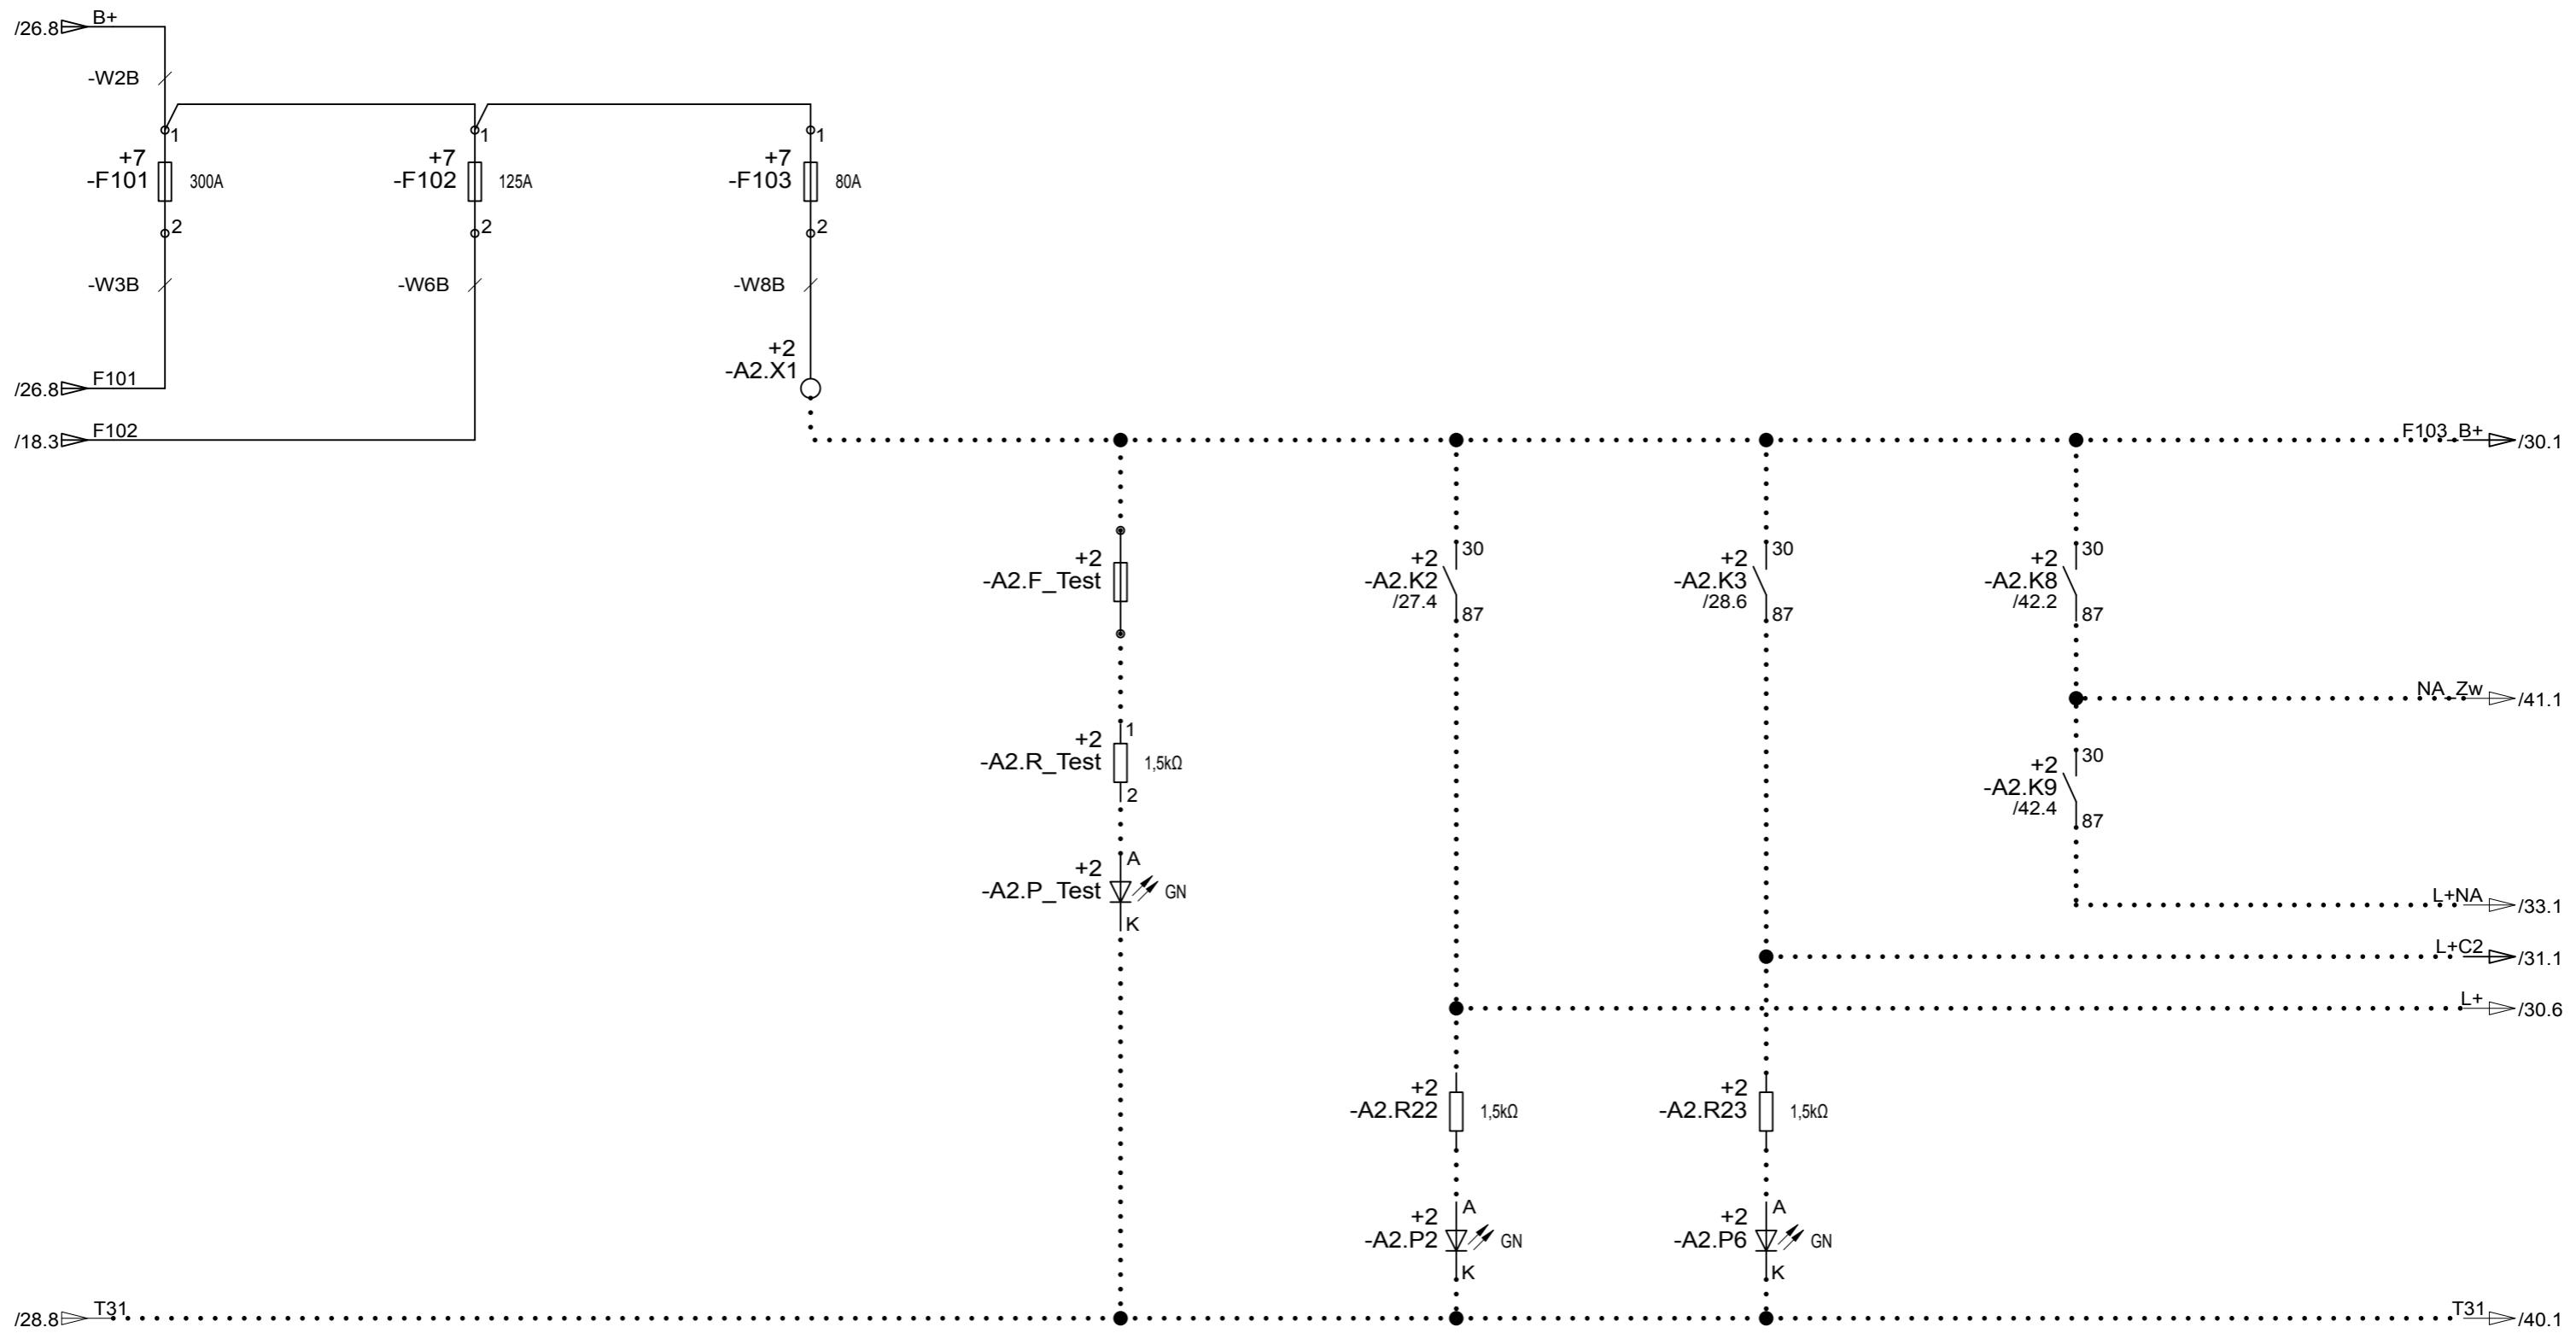 /26.8 B+
-W2B
1 1 1
+7 +7 +7
-F101 300A -F102 125A -F103 80A
2 2 2
-W3B -W6B -W8B
+2
-A2.X1
/26.8 F101
/18.3 F102 F103_B+ /30.1
+2 +2 30 +2 30 +2 30
-A2.F_Test -A2.K2 -A2.K3 -A2.K8
/27.4 87 /28.6 87 /42.2 87
NA_Zw /41.1
+2 1 +2 30
-A2.R_Test 1,5kΩ -A2.K9
2 /42.4 87
+2 A
-A2.P_Test GN
K
L+NA /33.1
L+C2 /31.1
L+ /30.6
+2 +2
-A2.R22 1,5kΩ -A2.R23 1,5kΩ
+2 A +2 A
-A2.P2 GN -A2.P6 GN
K K
/28.8 T31 T31 /40.1